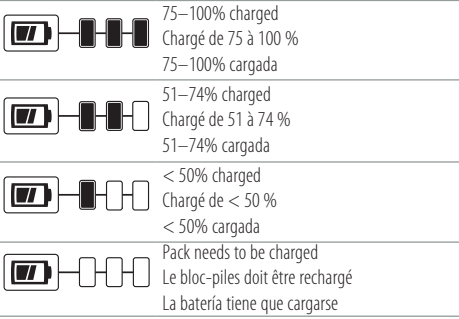 75–100% charged
Chargé de 75 à 100 %
75–100% cargada
51–74% charged
Chargé de 51 à 74 %
51–74% cargada
< 50% charged
Chargé de < 50 %
< 50% cargada
Pack needs to be charged
Le bloc-piles doit être rechargé
La batería tiene que cargarse